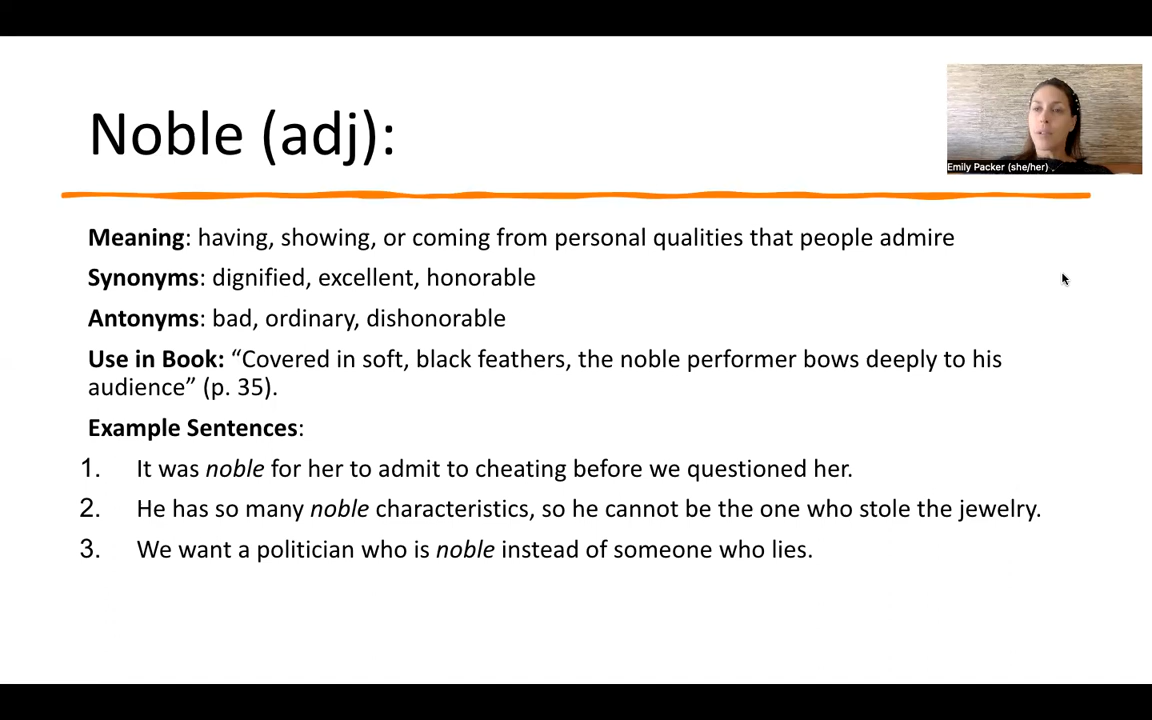 Noble (adj):
Emily Packer (she/her)
Meaning: having, showing, or coming from personal qualities that people admire
Synonyms: dignified, excellent, honorable
Antonyms: bad, ordinary, dishonorable
Use in Book: “Covered in soft, black feathers, the noble performer bows deeply to his
audience” (p. 35).
Example Sentences:
1. It was noble for her to admit to cheating before we questioned her.
2. He has so many noble characteristics, so he cannot be the one who stole the jewelry.
3. We want a politician who is noble instead of someone who lies.